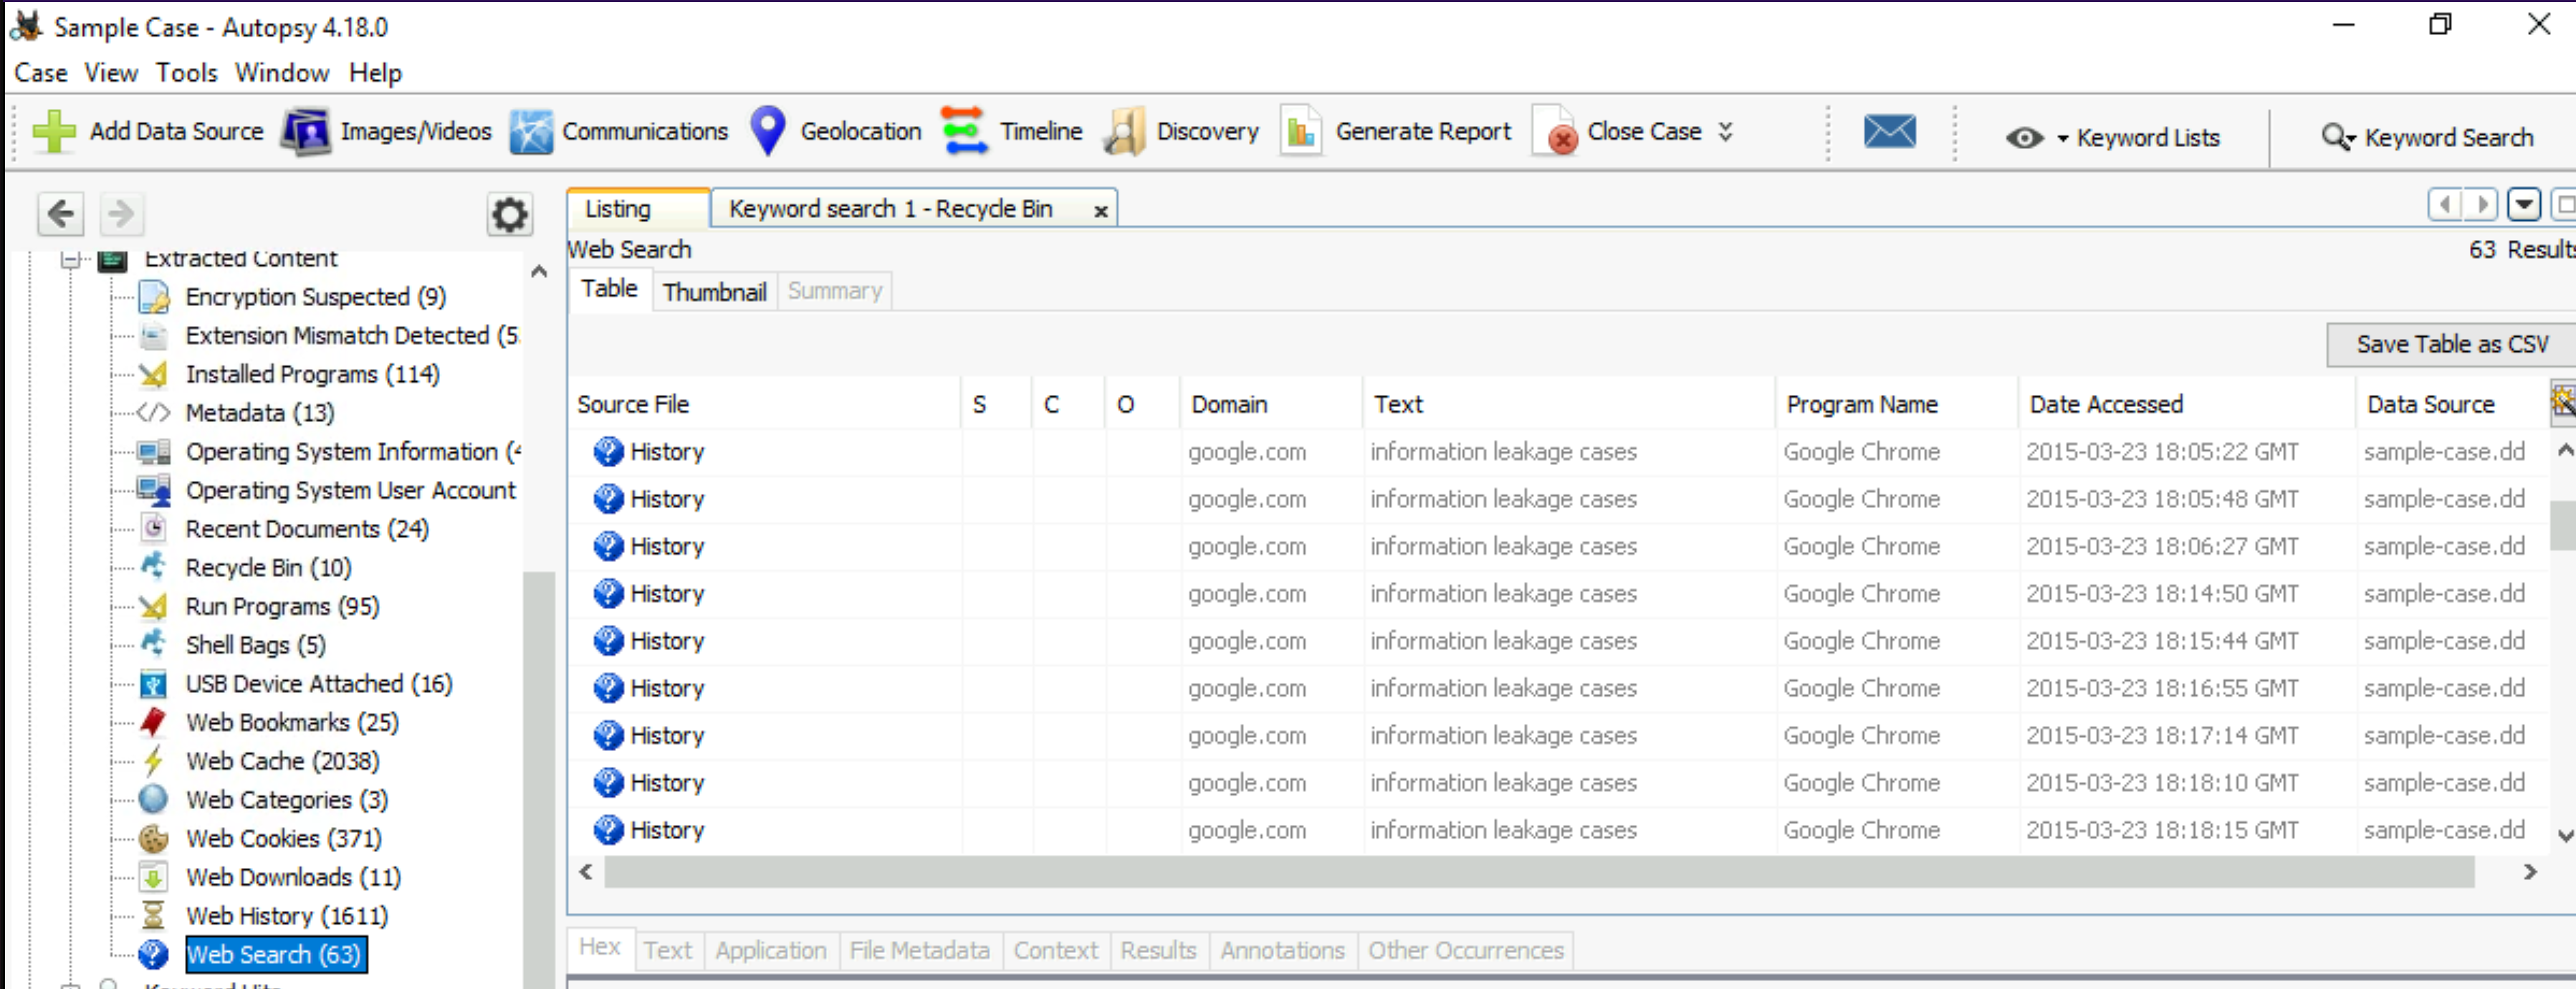 Sample Case - Autopsy 4.18.0
Case View Tools Window Help
Add Data Source Images/Videos Communications Geolocation Timeline Discovery Generate Report Close Case Keyword Lists Keyword Search
Listing Keyword search 1 - Recycle Bin
Web Search 63 Results
Table Thumbnail Summary
Save Table as CSV
Extracted Content
Encryption Suspected (9)
Extension Mismatch Detected (5
Installed Programs (114)
Metadata (13)
Operating System Information (
Operating System User Account
Recent Documents (24)
Recycle Bin (10)
Run Programs (95)
Shell Bags (5)
USB Device Attached (16)
Web Bookmarks (25)
Web Cache (2038)
Web Categories (3)
Web Cookies (371)
Web Downloads (11)
Web History (1611)
Web Search (63)
Source File S C O Domain Text Program Name Date Accessed Data Source
History google.com information leakage cases Google Chrome 2015-03-23 18:05:22 GMT sample-case.dd
History google.com information leakage cases Google Chrome 2015-03-23 18:05:48 GMT sample-case.dd
History google.com information leakage cases Google Chrome 2015-03-23 18:06:27 GMT sample-case.dd
History google.com information leakage cases Google Chrome 2015-03-23 18:14:50 GMT sample-case.dd
History google.com information leakage cases Google Chrome 2015-03-23 18:15:44 GMT sample-case.dd
History google.com information leakage cases Google Chrome 2015-03-23 18:16:55 GMT sample-case.dd
History google.com information leakage cases Google Chrome 2015-03-23 18:17:14 GMT sample-case.dd
History google.com information leakage cases Google Chrome 2015-03-23 18:18:10 GMT sample-case.dd
History google.com information leakage cases Google Chrome 2015-03-23 18:18:15 GMT sample-case.dd
Hex Text Application File Metadata Context Results Annotations Other Occurrences